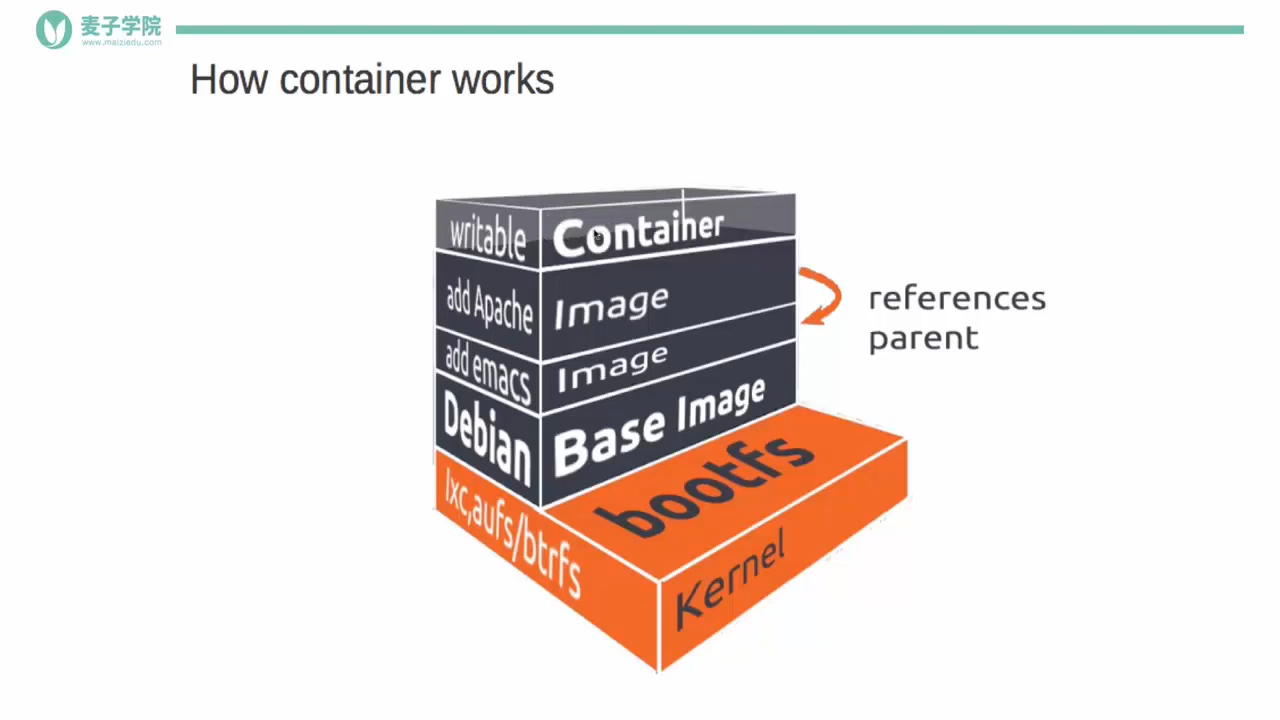 麦子学院
www.maiziedu.com
How container works
writable
Container
add Apache
Image
references
parent
add emacs
Image
Debian
Base Image
lxc,aufs/btrfs
bootfs
Kernel